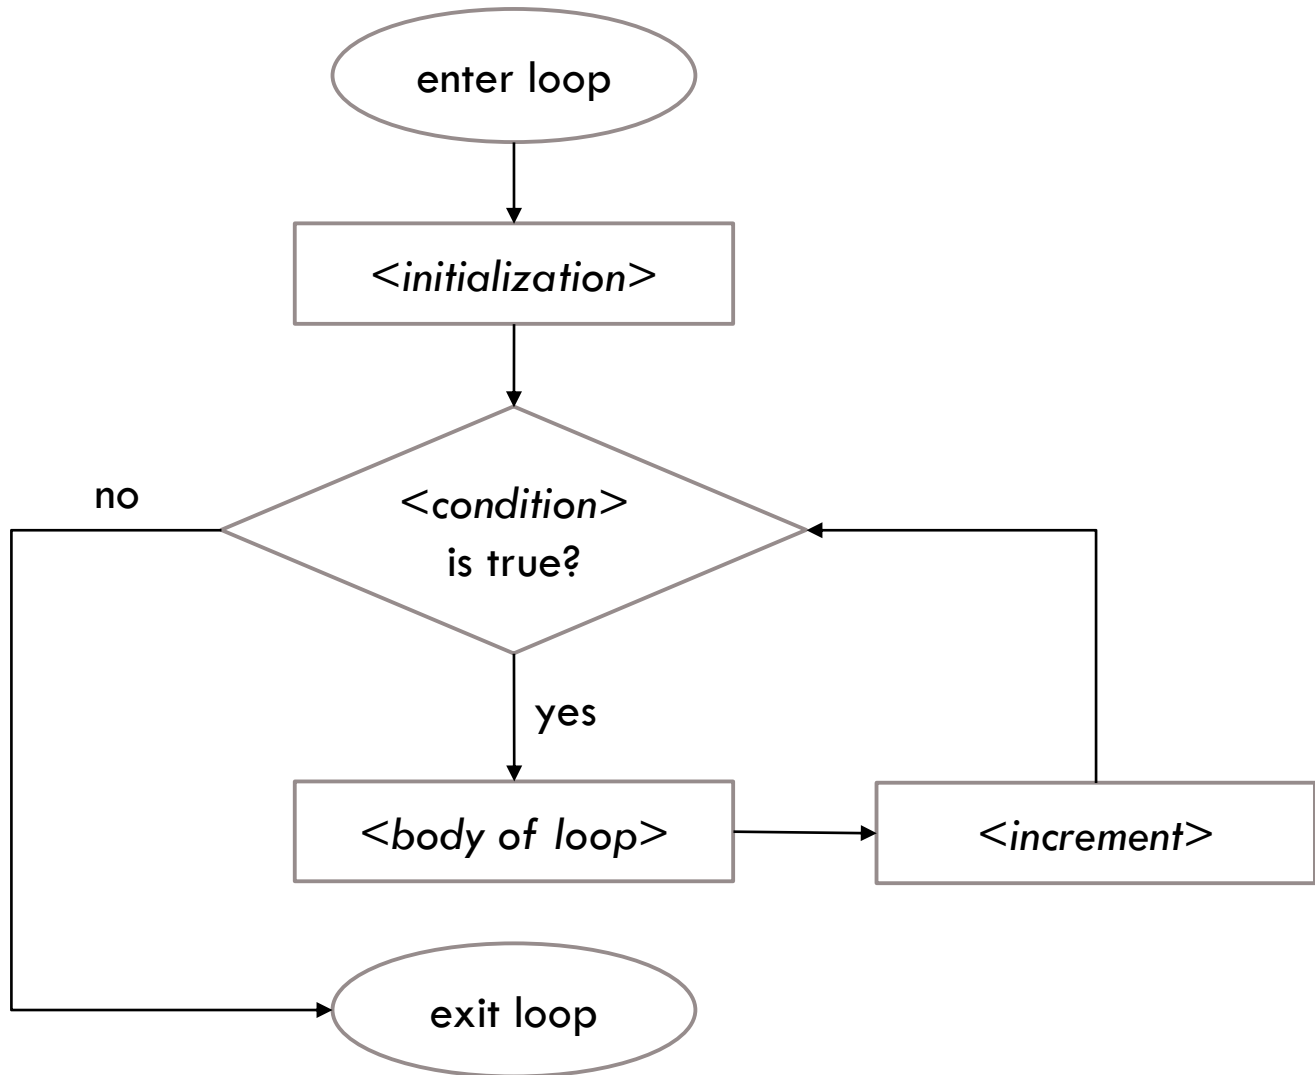 enter loop
<initialization>
no
<condition>
is true?
yes
<body of loop>
<increment>
exit loop